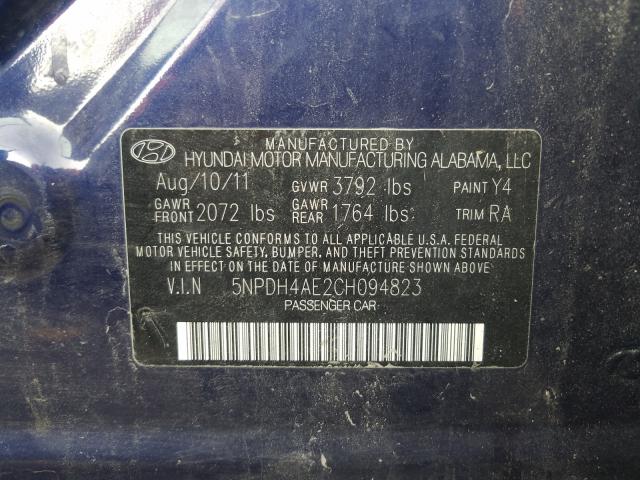 MANUFACTURED BY
HYUNDAI MOTOR MANUFACTURING ALABAMA, LLC
Aug/10/11 GVWR 3792 lbs PAINT Y4
GAWR FRONT 2072 lbs GAWR REAR 1764 lbs TRIM RA
THIS VEHICLE CONFORMS TO ALL APPLICABLE U.S.A. FEDERAL
MOTOR VEHICLE SAFETY, BUMPER, AND THEFT PREVENTION STANDARDS
IN EFFECT ON THE DATE OF MANUFACTURE SHOWN ABOVE.
V.I.N 5NPDH4AE2CH094823
PASSENGER CAR